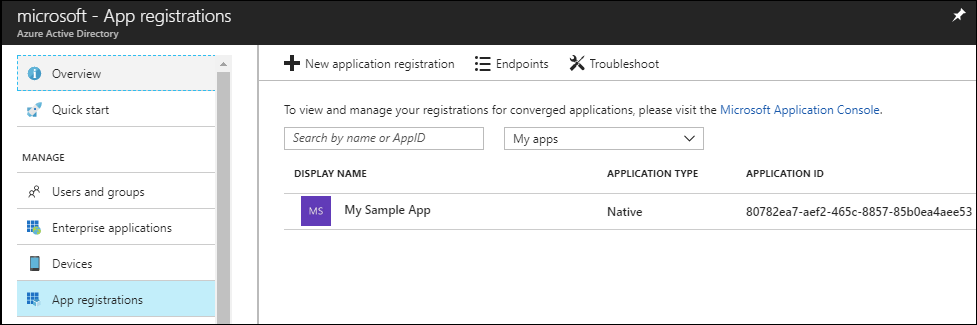 microsoft - App registrations
Azure Active Directory
Overview
Quick start
MANAGE
Users and groups
Enterprise applications
Devices
App registrations
New application registration Endpoints Troubleshoot
To view and manage your registrations for converged applications, please visit the Microsoft Application Console.
Search by name or AppID My apps
DISPLAY NAME APPLICATION TYPE APPLICATION ID
MS My Sample App Native 80782ea7-aef2-465c-8857-85b0ea4aee53